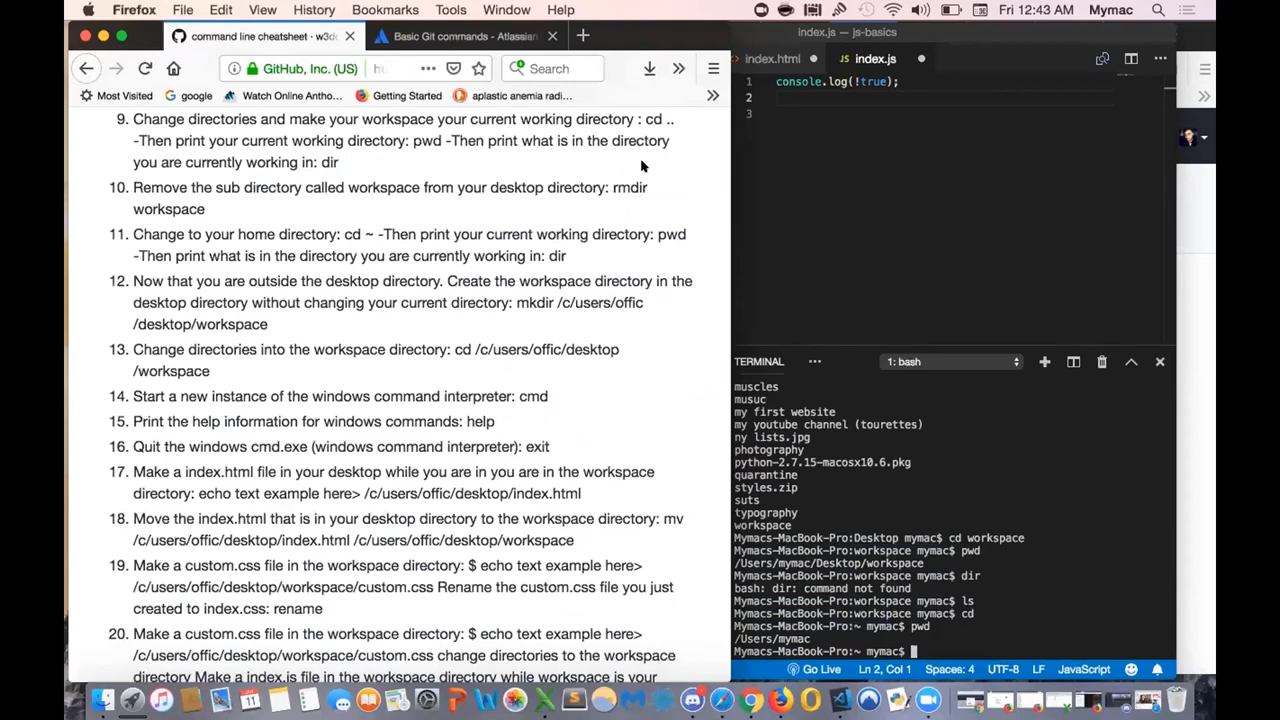 Firefox File Edit View History Bookmarks Tools Window Help
Fri 12:43 AM Mymac
command line cheatsheet · w3d
Basic Git commands - Atlassian
index.js — js-basics
GitHub, Inc. (US)
Search
index.html
JS index.js
Most Visited
google
Watch Online Antho...
Getting Started
aplastic anemia radi...
1 console.log(!true);
2
3
9. Change directories and make your workspace your current working directory : cd ..
-Then print your current working directory: pwd -Then print what is in the directory
you are currently working in: dir
10. Remove the sub directory called workspace from your desktop directory: rmdir
workspace
11. Change to your home directory: cd ~ -Then print your current working directory: pwd
-Then print what is in the directory you are currently working in: dir
12. Now that you are outside the desktop directory. Create the workspace directory in the
desktop directory without changing your current directory: mkdir /c/users/offic
/desktop/workspace
13. Change directories into the workspace directory: cd /c/users/offic/desktop
/workspace
14. Start a new instance of the windows command interpreter: cmd
15. Print the help information for windows commands: help
16. Quit the windows cmd.exe (windows command interpreter): exit
17. Make a index.html file in your desktop while you are in you are in the workspace
directory: echo text example here> /c/users/offic/desktop/index.html
18. Move the index.html that is in your desktop directory to the workspace directory: mv
/c/users/offic/desktop/index.html /c/users/offic/desktop/workspace
19. Make a custom.css file in the workspace directory: $ echo text example here>
/c/users/offic/desktop/workspace/custom.css Rename the custom.css file you just
created to index.css: rename
20. Make a custom.css file in the workspace directory: $ echo text example here>
/c/users/offic/desktop/workspace/custom.css change directories to the workspace
directory Make a index.js file in the workspace directory while workspace is your
TERMINAL
1: bash
muscles
musuc
my first website
my youtube channel (tourettes)
ny lists.jpg
photography
python-2.7.15-macosx10.6.pkg
quarantine
styles.zip
suts
typography
workspace
Mymacs-MacBook-Pro:Desktop mymac$ cd workspace
Mymacs-MacBook-Pro:workspace mymac$ pwd
/Users/mymac/Desktop/workspace
Mymacs-MacBook-Pro:workspace mymac$ dir
bash: dir: command not found
Mymacs-MacBook-Pro:workspace mymac$ ls
Mymacs-MacBook-Pro:workspace mymac$ cd
Mymacs-MacBook-Pro:~ mymac$ pwd
/Users/mymac
Mymacs-MacBook-Pro:~ mymac$
Go Live Ln 2, Col 1 Spaces: 4 UTF-8 LF JavaScript